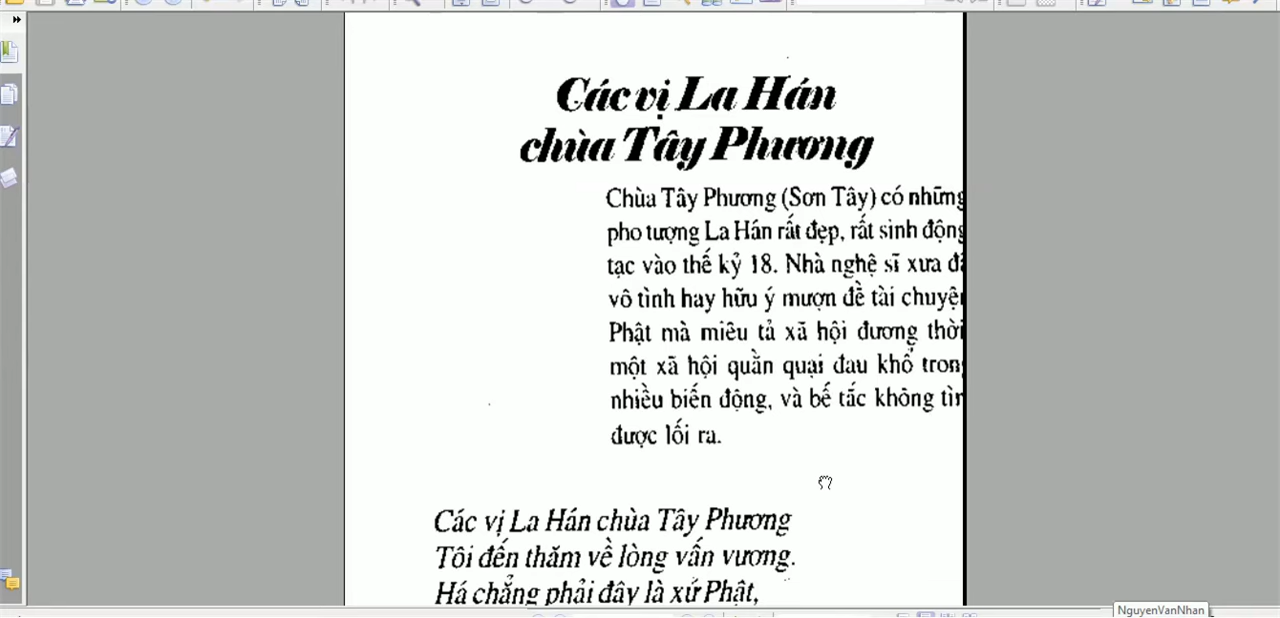 Các vị La Hán
chùa Tây Phương
Chùa Tây Phương (Sơn Tây) có những
pho tượng La Hán rất đẹp, rất sinh động
tạc vào thế kỷ 18. Nhà nghệ sĩ xưa
vô tình hay hữu ý mượn đề tài
Phật mà miêu tả xã hội đương thời
một xã hội quằn quại đau khổ
nhiều biến động, và bế tắc không
được lối ra.
Các vị La Hán chùa Tây Phương
Tôi đến thăm về lòng vấn vương.
Há chẳng phải đây là xứ Phật,
NguyenVanNhan